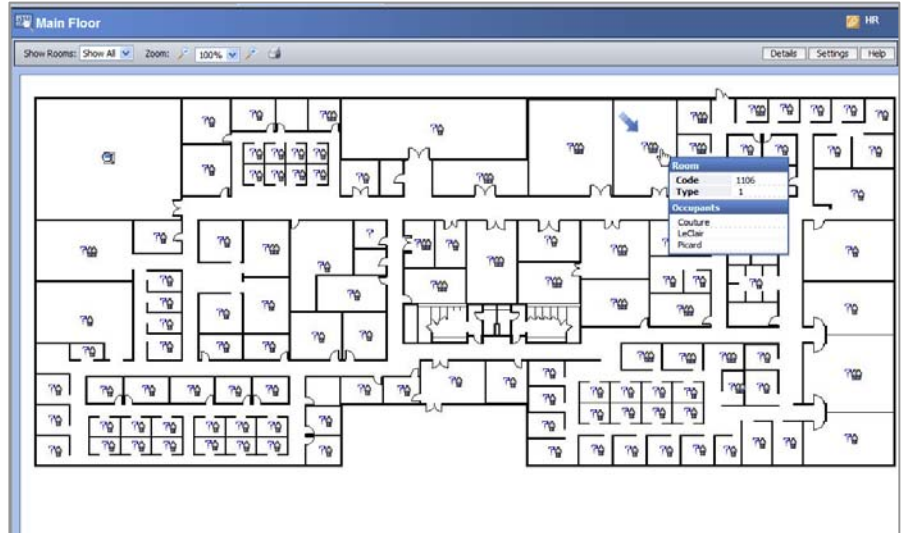 Main Floor
HR
Show Rooms: Show All
Zoom: 100%
Details Settings Help
Room
Code 1106
Type 1
Occupants
Couture
LeClair
Picard